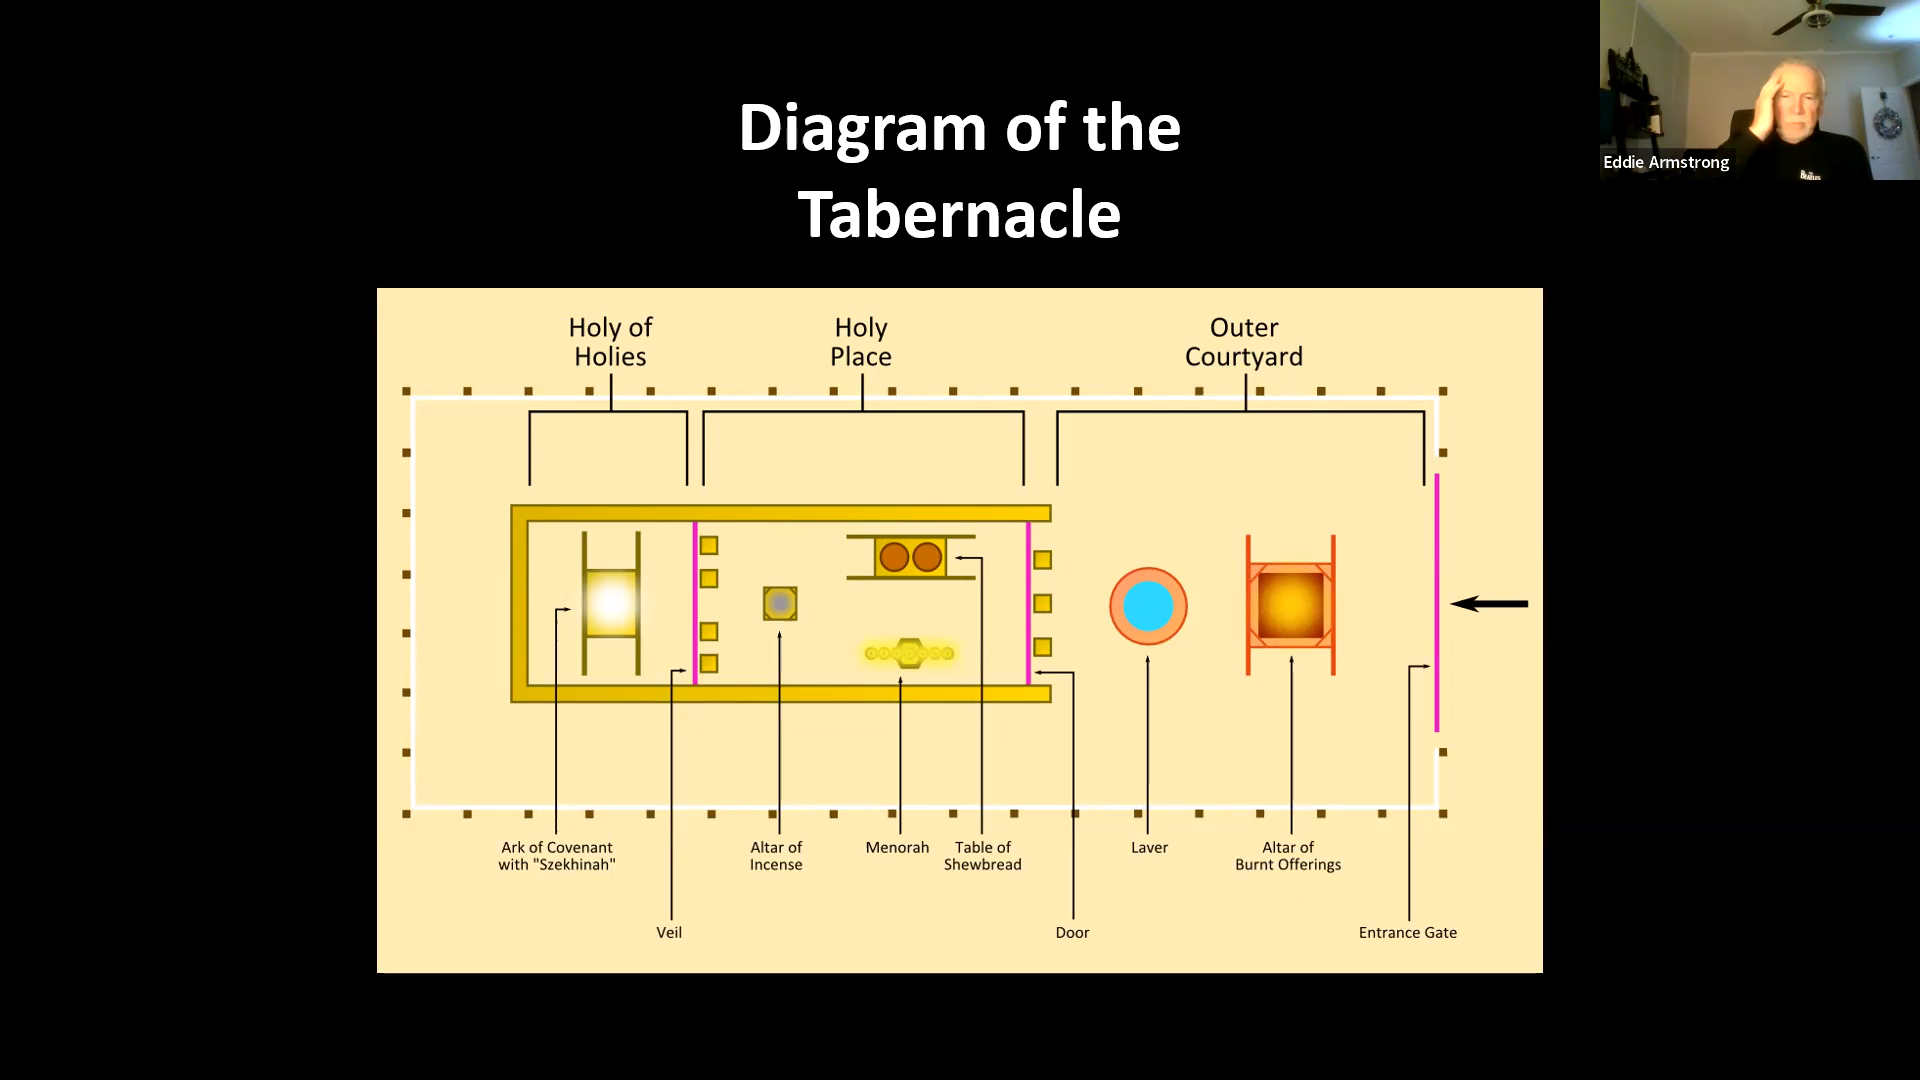 Diagram of the
Tabernacle
Eddie Armstrong
BEATLES
Holy of
Holies
Holy
Place
Outer
Courtyard
Ark of Covenant
with "Szekhinah"
Altar of
Incense
Menorah
Table of
Shewbread
Laver
Altar of
Burnt Offerings
Veil
Door
Entrance Gate